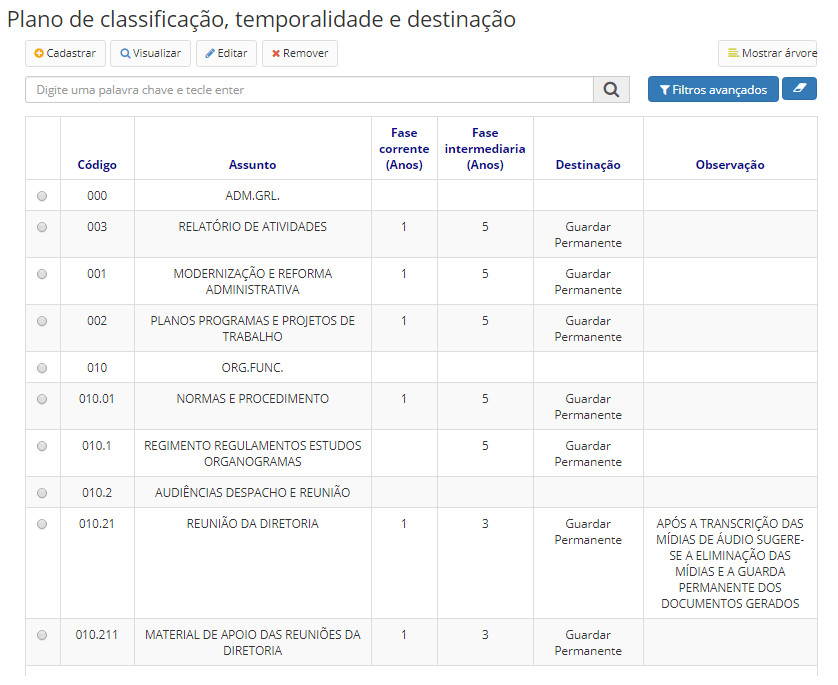 Plano de classificação, temporalidade e destinação
Cadastrar Visualizar Editar Remover Mostrar árvore
Digite uma palavra chave e tecle enter Filtros avançados
Código Assunto Fase corrente (Anos) Fase intermediaria (Anos) Destinação Observação
000 ADM.GRL.
003 RELATÓRIO DE ATIVIDADES 1 5 Guardar
Permanente
001 MODERNIZAÇÃO E REFORMA 1 5 Guardar
ADMINISTRATIVA Permanente
002 PLANOS PROGRAMAS E PROJETOS DE 1 5 Guardar
TRABALHO Permanente
010 ORG.FUNC.
010.01 NORMAS E PROCEDIMENTO 1 5 Guardar
Permanente
010.1 REGIMENTO REGULAMENTOS ESTUDOS 5 Guardar
ORGANOGRAMAS Permanente
010.2 AUDIÊNCIAS DESPACHO E REUNIÃO
010.21 REUNIÃO DA DIRETORIA 1 3 Guardar APÓS A TRANSCRIÇÃO DAS
Permanente MÍDIAS DE ÁUDIO SUGERE-
SE A ELIMINAÇÃO DAS
MÍDIAS E A GUARDA
PERMANENTE DOS
DOCUMENTOS GERADOS
010.211 MATERIAL DE APOIO DAS REUNIÕES DA 1 3 Guardar
DIRETORIA Permanente